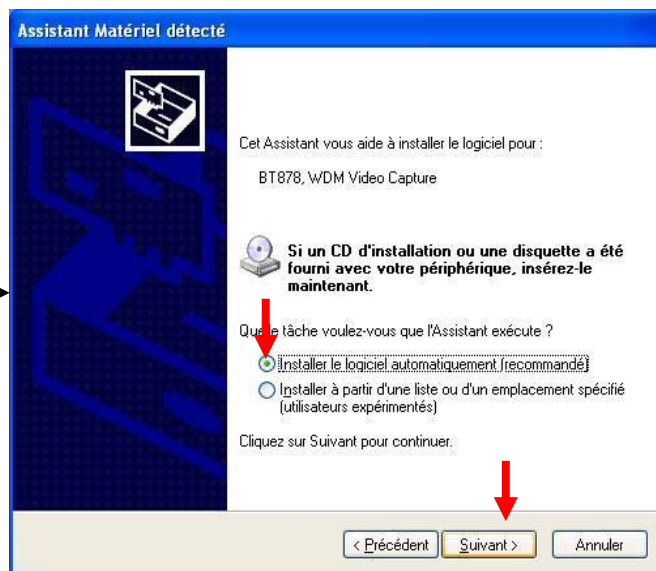 Assistant Matériel détecté
Cet Assistant vous aide à installer le logiciel pour :
BT878, WDM Video Capture
Si un CD d'installation ou une disquette a été
fourni avec votre périphérique, insérez-le
maintenant.
Quelle tâche voulez-vous que l'Assistant exécute ?
Installer le logiciel automatiquement (recommandé)
Installer à partir d'une liste ou d'un emplacement spécifié
(utilisateurs expérimentés)
Cliquez sur Suivant pour continuer.
< Précédent Suivant > Annuler